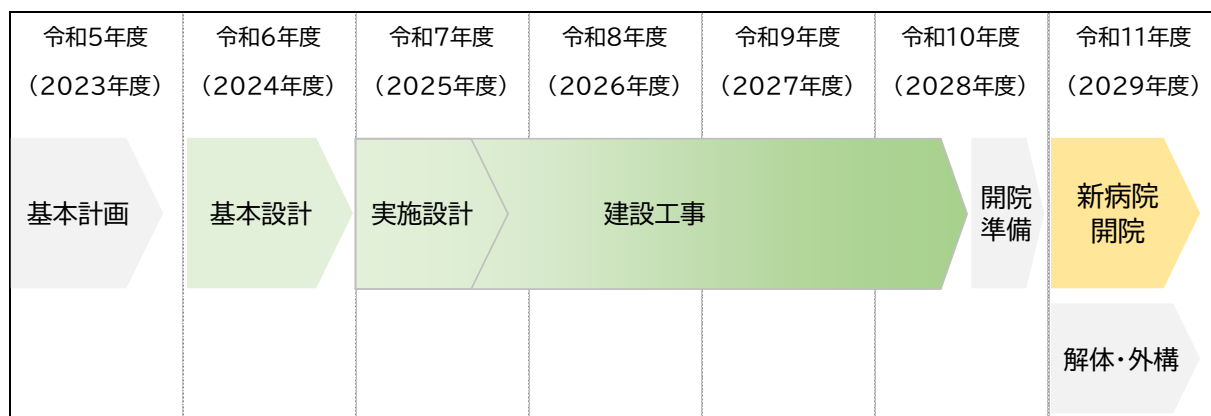 令和5年度
(2023年度)
令和6年度
(2024年度)
令和7年度
(2025年度)
令和8年度
(2026年度)
令和9年度
(2027年度)
令和10年度
(2028年度)
令和11年度
(2029年度)
基本計画
基本設計
実施設計
建設工事
開院
準備
新病院
開院
解体・外構